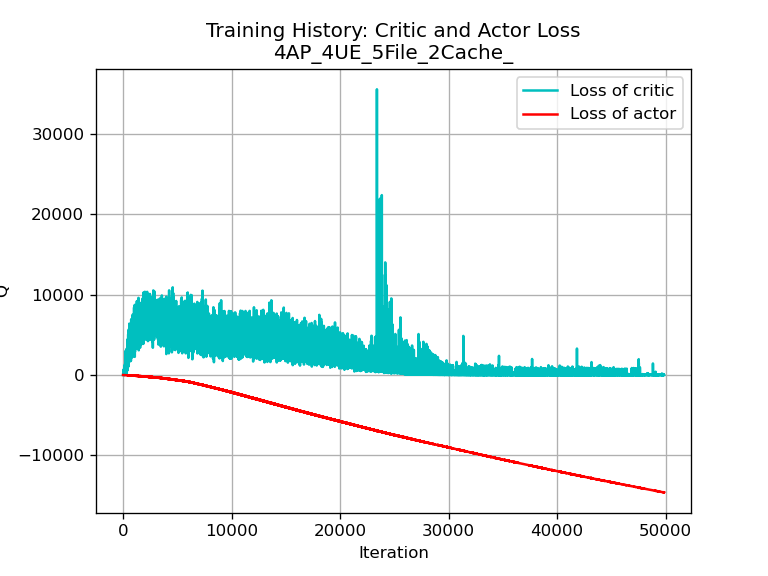 Training History: Critic and Actor Loss
4AP_4UE_5File_2Cache_
Loss of critic
Loss of actor
30000
20000
10000
0
−10000
Q
0 10000 20000 30000 40000 50000
Iteration